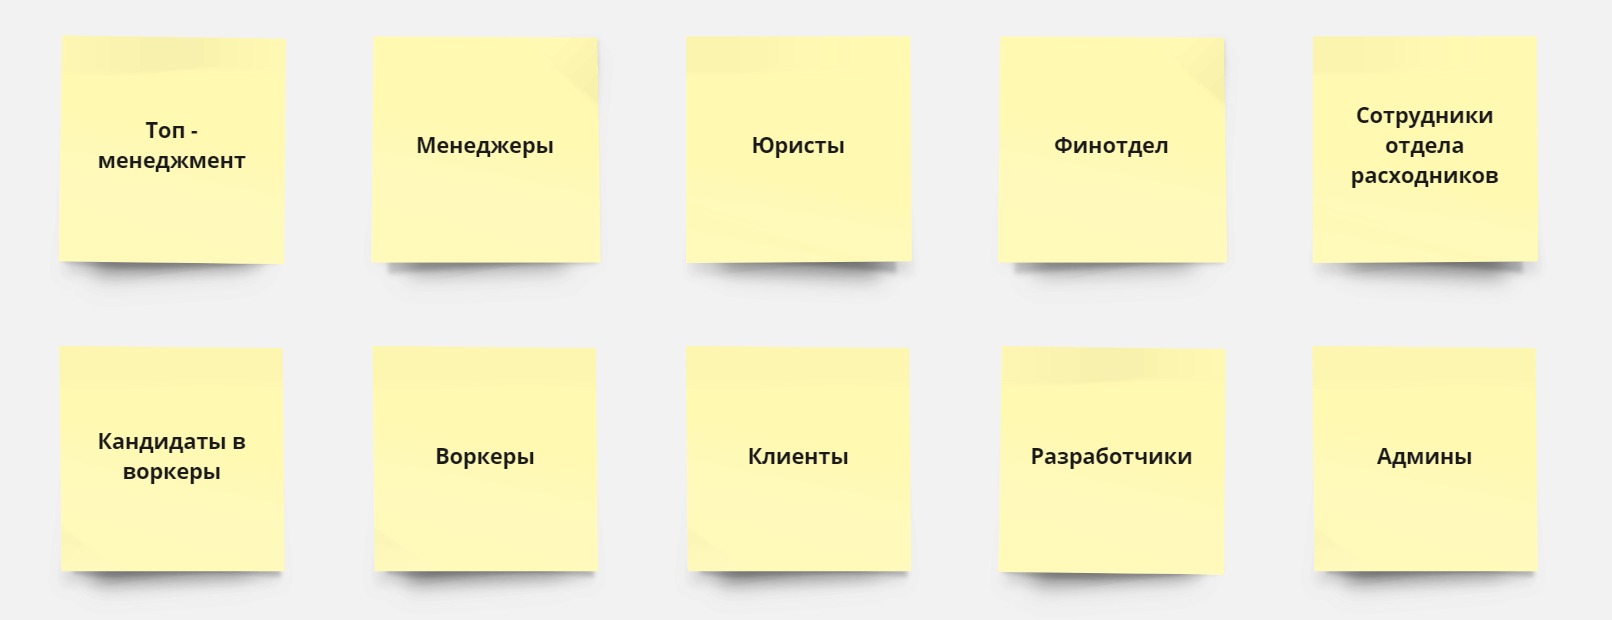 Топ -
менеджмент
Менеджеры
Юристы
Финотдел
Сотрудники
отдела
расходников
Кандидаты в
воркеры
Воркеры
Клиенты
Разработчики
Админы